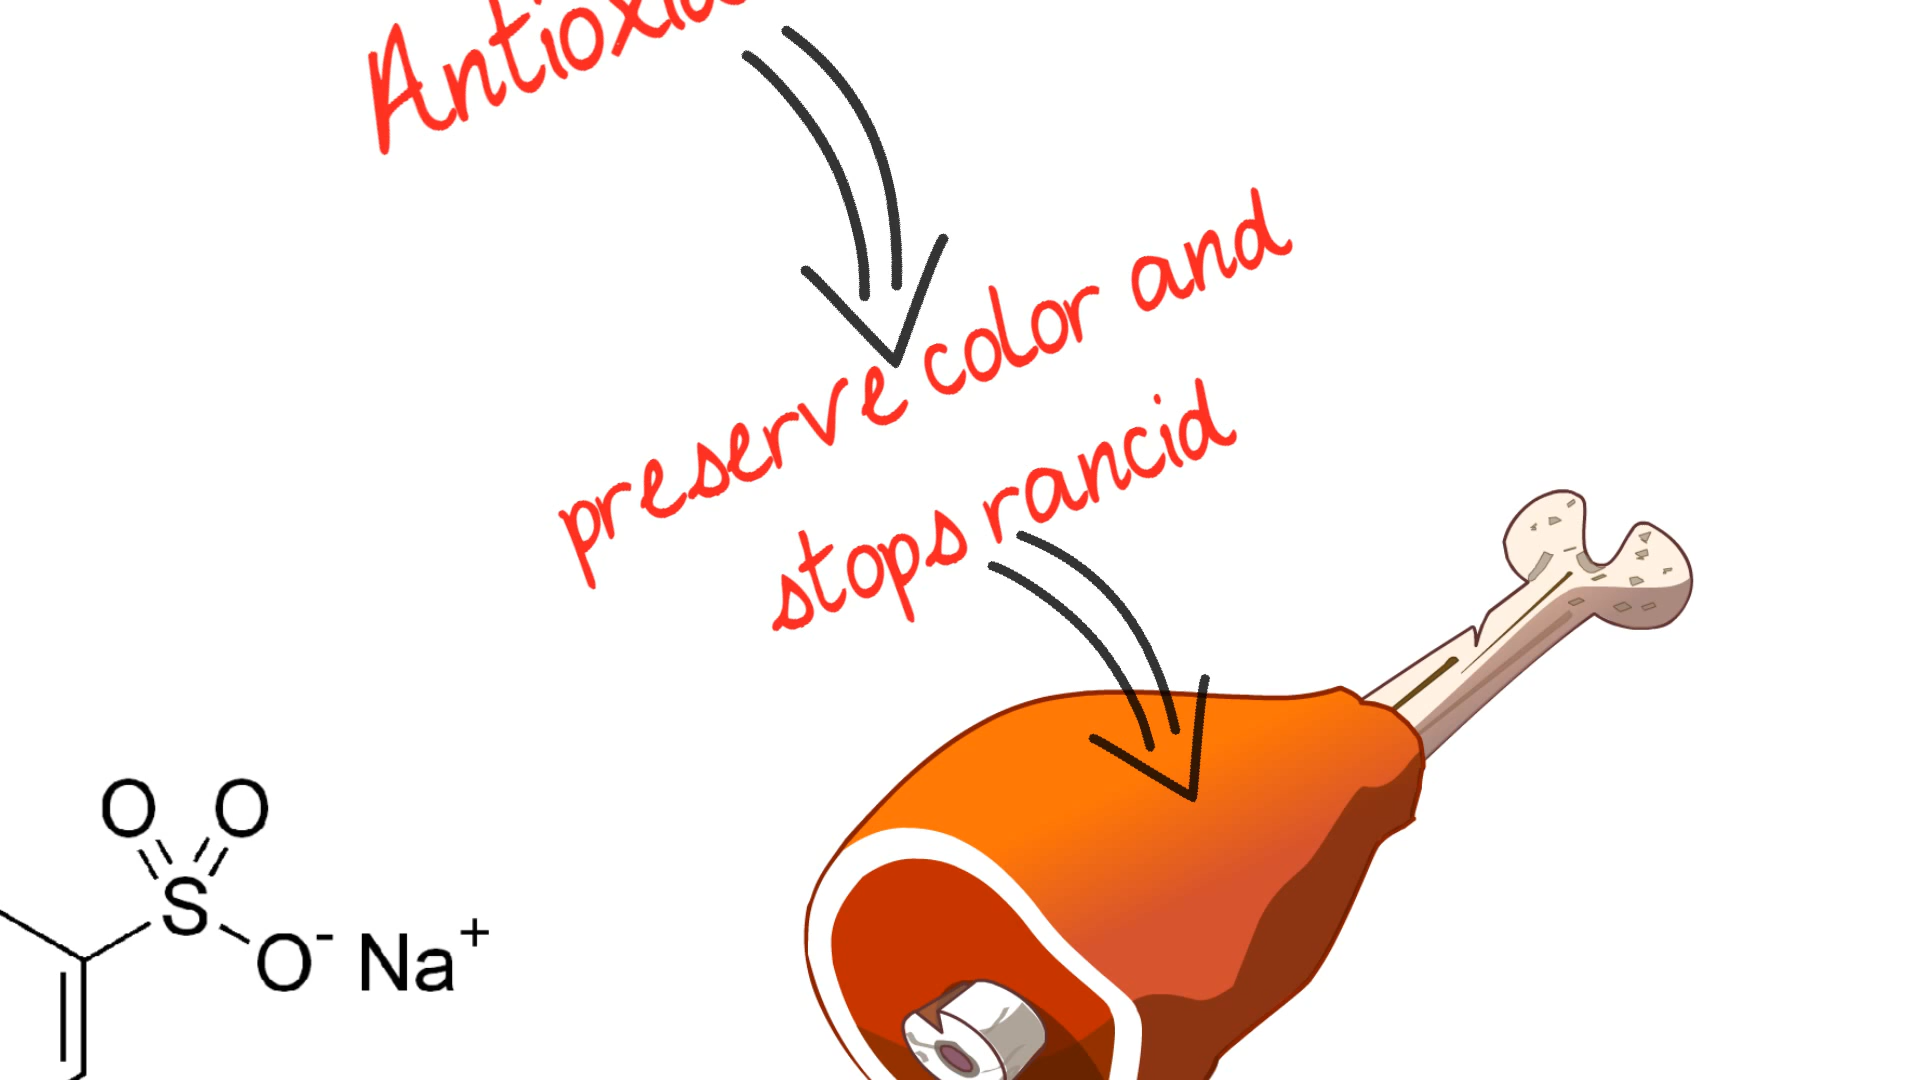 preserve color and
stops rancid
O O
S
O⁻ Na⁺